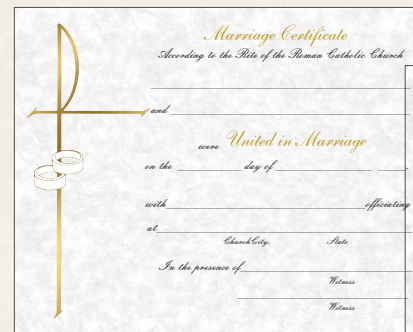 Marriage Certificate
According to the Rite of the Roman Catholic Church
and
were United in Marriage
on the day of
with officiating
at
Church City, State
In the presence of
Witness
Witness